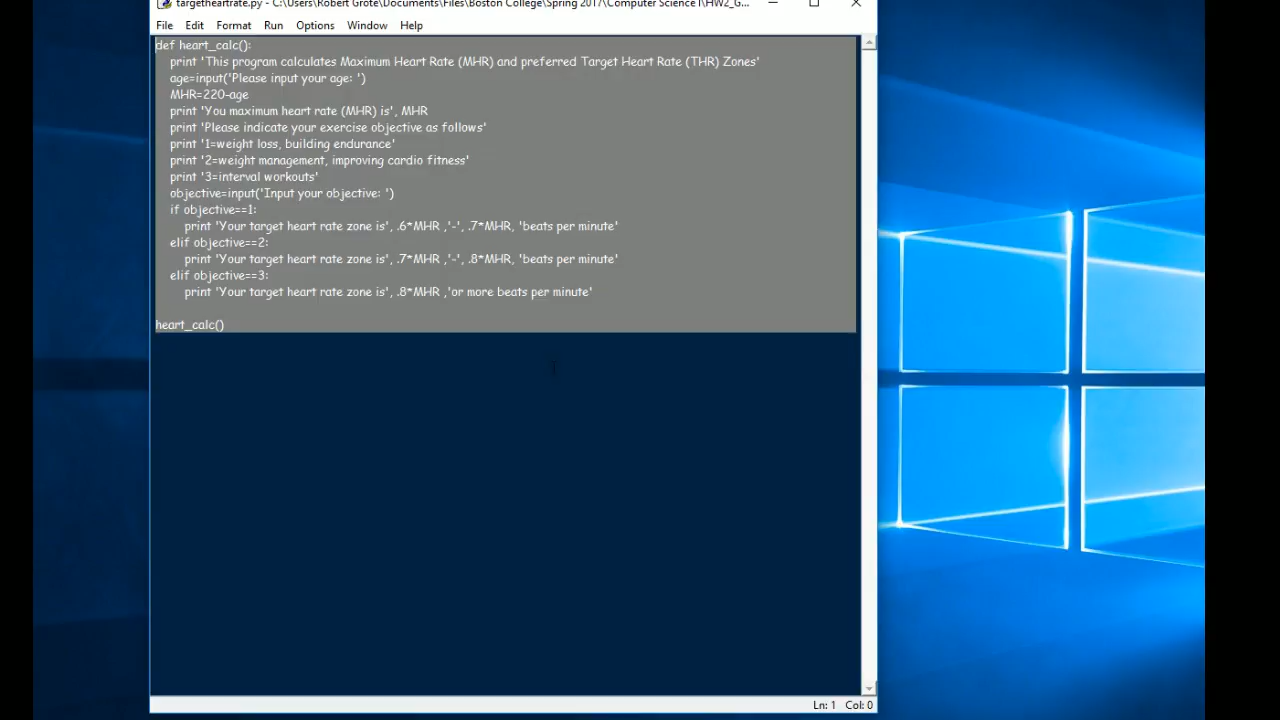 targetheartrate.py - C:\Users\Robert Grote\Documents\Files\Boston College\Spring 2017\Computer Science I\HW2_G...
File Edit Format Run Options Window Help
def heart_calc():
print 'This program calculates Maximum Heart Rate (MHR) and preferred Target Heart Rate (THR) Zones'
age=input('Please input your age: ')
MHR=220-age
print 'You maximum heart rate (MHR) is', MHR
print 'Please indicate your exercise objective as follows'
print '1=weight loss, building endurance'
print '2=weight management, improving cardio fitness'
print '3=interval workouts'
objective=input('Input your objective: ')
if objective==1:
print 'Your target heart rate zone is', .6*MHR ,'-', .7*MHR, 'beats per minute'
elif objective==2:
print 'Your target heart rate zone is', .7*MHR ,'-', .8*MHR, 'beats per minute'
elif objective==3:
print 'Your target heart rate zone is', .8*MHR ,'or more beats per minute'
heart_calc()
Ln: 1 Col: 0